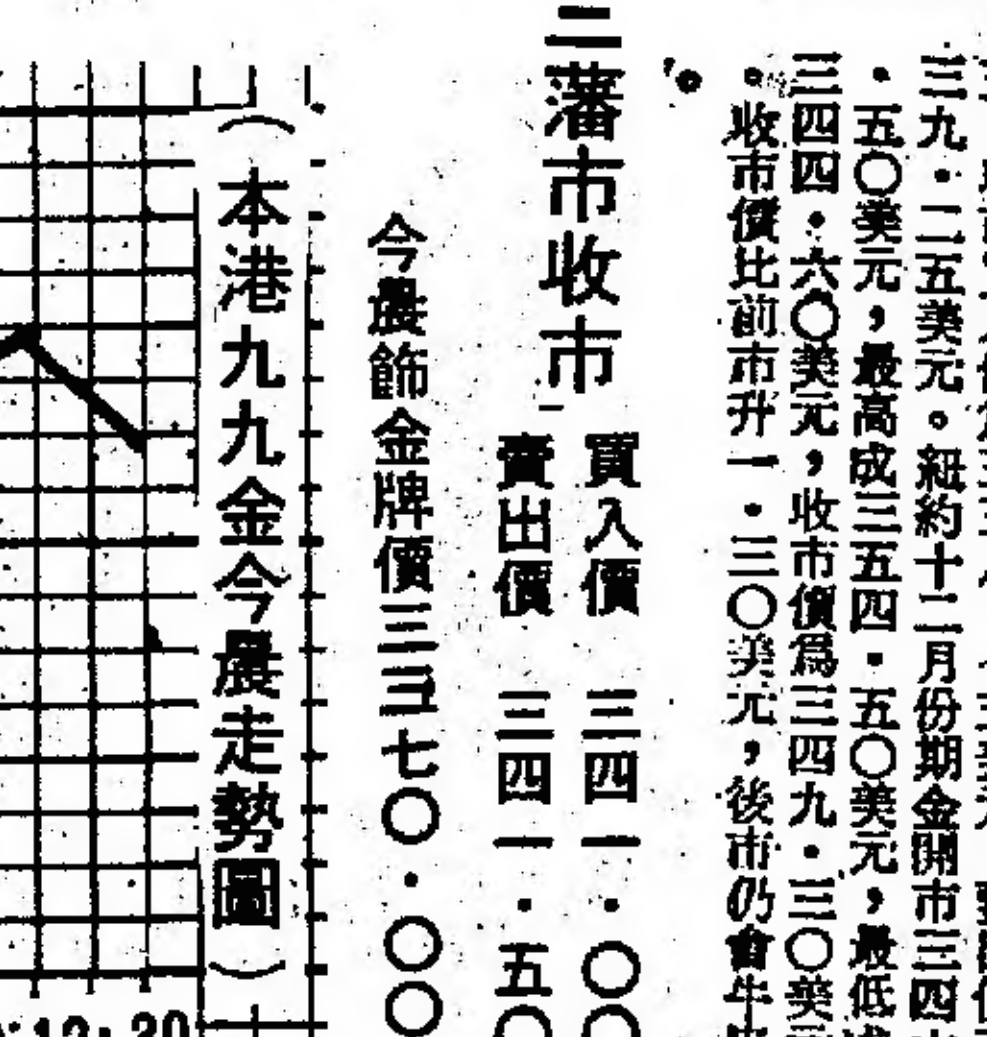 三九・二五美元。紐約十二月份期金開市三四
・五〇美元，最高成三五四・五〇美元，最低
三四四・六〇美元，收市價爲三四九・三〇美
。收市價比前市升一・三〇美元，後市仍會牛
。
三藩市收市
買入價 三四一・〇〇
賣出價 三四一・五〇
今晨飾金牌價三三七〇・〇〇
（本港九九金今晨走勢圖）
12:30